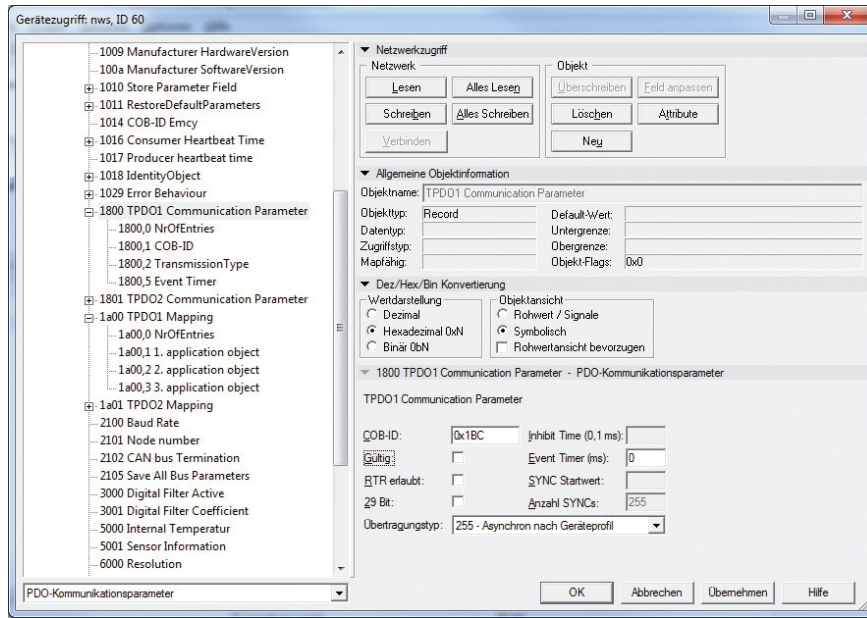 Gerätezugriff: nws, ID 60
1009 Manufacturer HardwareVersion
100a Manufacturer SoftwareVersion
1010 Store Parameter Field
1011 RestoreDefaultParameters
1014 COB-ID Emcy
1016 Consumer Heartbeat Time
1017 Producer heartbeat time
1018 IdentityObject
1029 Error Behaviour
1800 TPDO1 Communication Parameter
1800,0 NrOfEntries
1800,1 COB-ID
1800,2 TransmissionType
1800,5 Event Timer
1801 TPDO2 Communication Parameter
1a00 TPDO1 Mapping
1a00,0 NrOfEntries
1a00,1 1. application object
1a00,2 2. application object
1a00,3 3. application object
1a01 TPDO2 Mapping
2100 Baud Rate
2101 Node number
2102 CAN bus Termination
2105 Save All Bus Parameters
3000 Digital Filter Active
3001 Digital Filter Coefficient
5000 Internal Temperatur
5001 Sensor Information
6000 Resolution
PDO-Kommunikationsparameter
Netzwerkzugriff
Netzwerk
Lesen Alles Lesen
Schreiben Alles Schreiben
Verbinden
Objekt
Überschreiben Feld anpassen
Löschen Attribute
Neu
Allgemeine Objektinformation
Objektname: TPDO1 Communication Parameter
Objekttyp: Record Default-Wert:
Datentyp: Untergrenze:
Zugriffstyp: Obergrenze:
Mapfähig: Objekt-Flags: 0x0
Dez/Hex/Bin Konvertierung
Wertdarstellung
Dezimal
Hexadezimal 0xN
Binär 0bN
Objektansicht
Rohwert / Signale
Symbolisch
Rohwertansicht bevorzugen
1800 TPDO1 Communication Parameter - PDO-Kommunikationsparameter
TPDO1 Communication Parameter
COB-ID: 0x1BC Inhibit Time (0,1 ms):
Gültig: Event Timer (ms): 0
RTR erlaubt: SYNC Startwert:
29 Bit: Anzahl SYNCs: 255
Übertragungstyp: 255 - Asynchron nach Geräteprofil
OK Abbrechen Übernehmen Hilfe